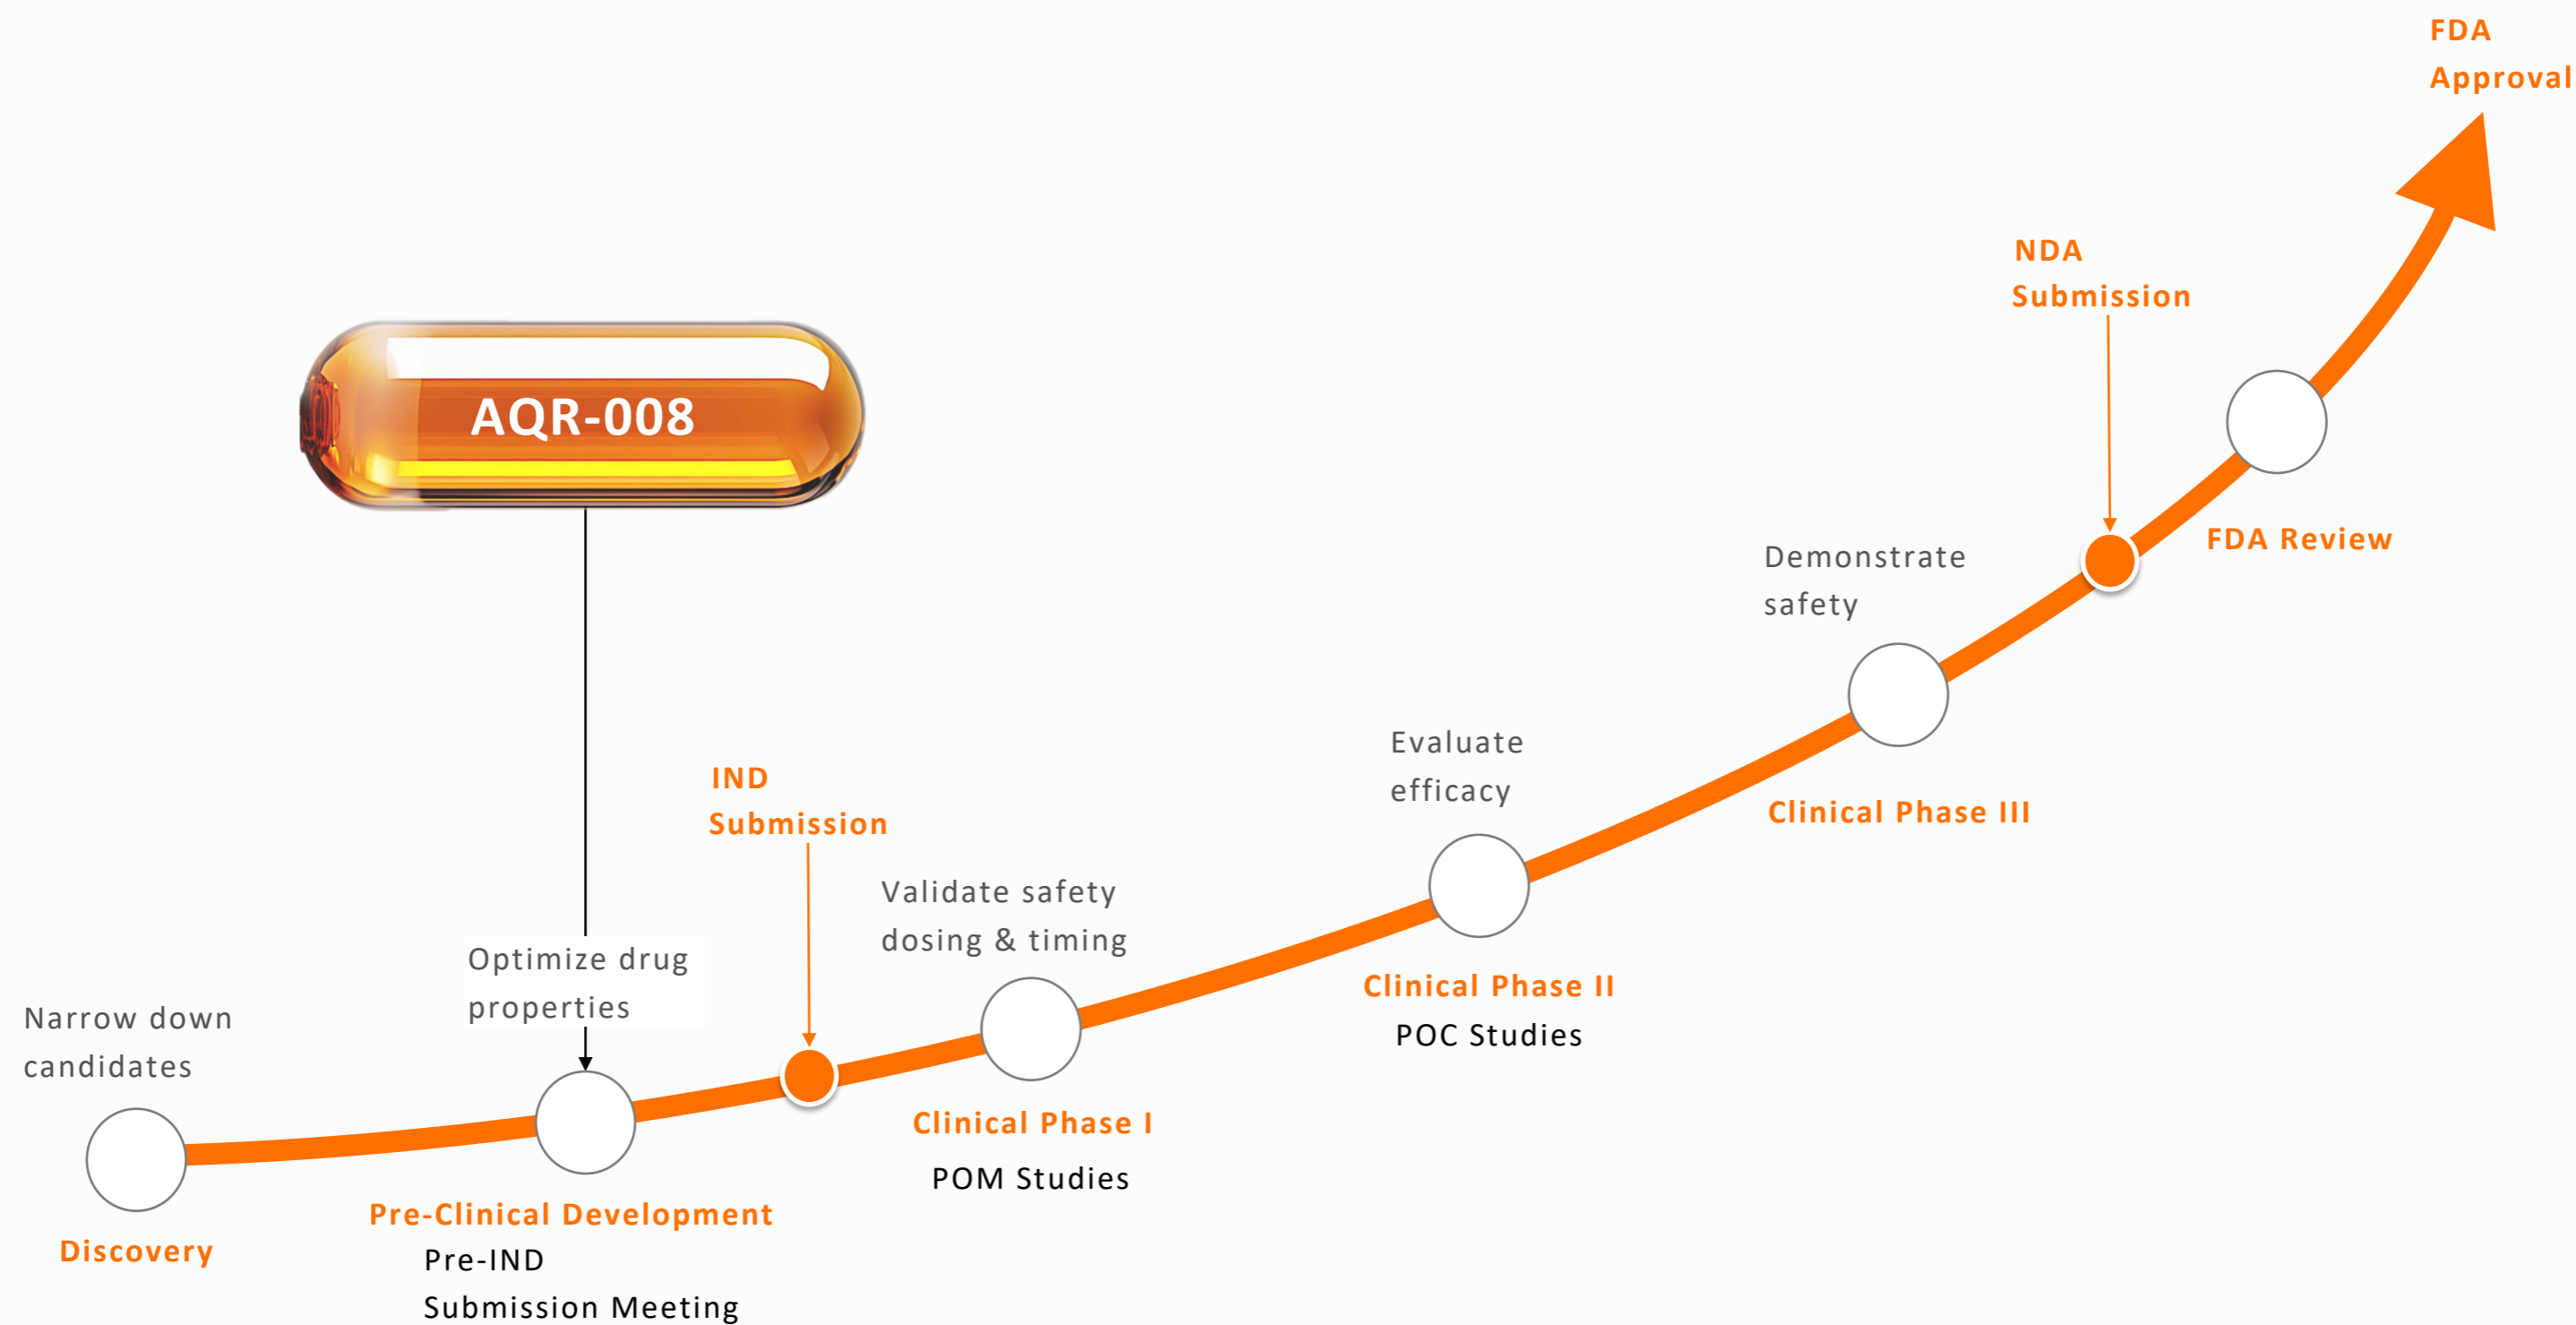 FDA
Approval
NDA
Submission
AQR-008
FDA Review
Demonstrate
safety
Evaluate
efficacy
IND
Submission
Clinical Phase III
Validate safety
dosing & timing
Optimize drug
properties
Clinical Phase II
POC Studies
Narrow down
candidates
Clinical Phase I
POM Studies
Pre-Clinical Development
Pre-IND
Submission Meeting
Discovery